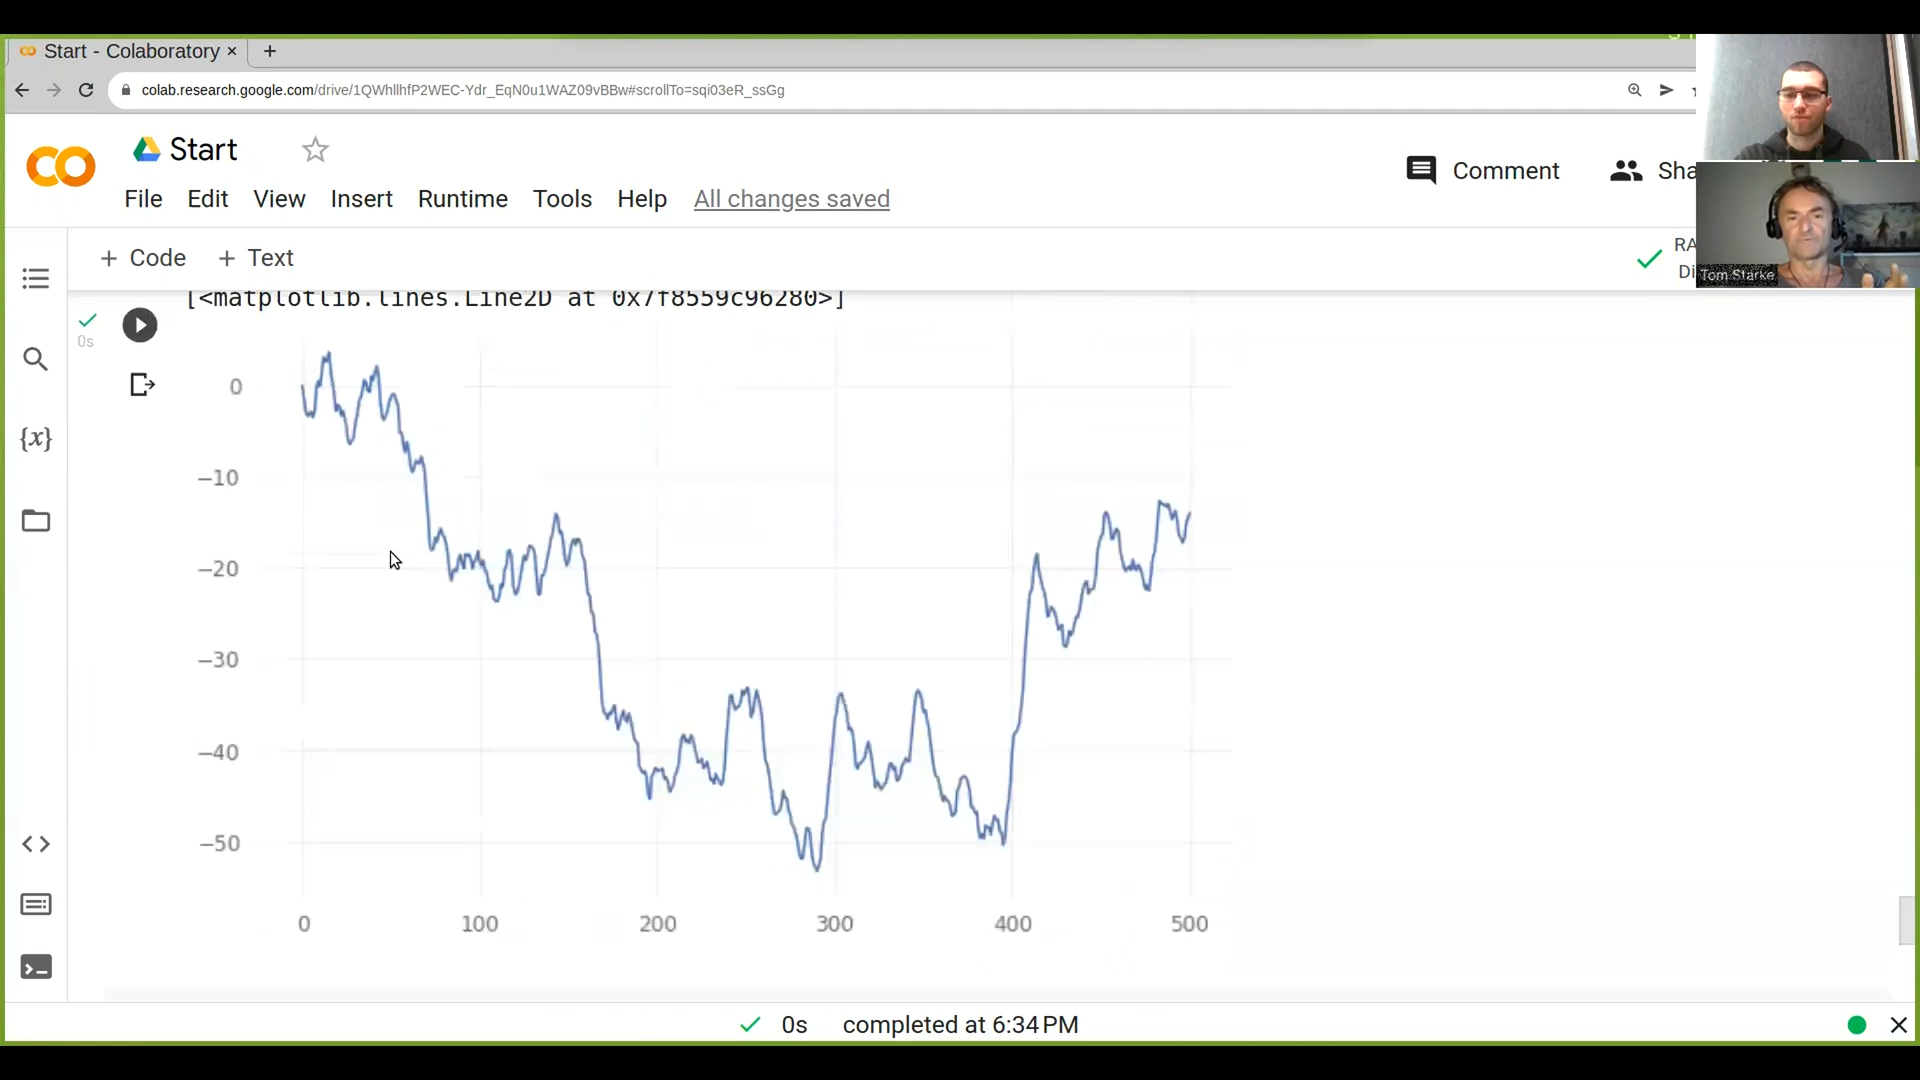 Start - Colaboratory
colab.research.google.com/drive/1QWhllhfP2WEC-Ydr_EqN0u1WAZ09vBBw#scrollTo=sqi03eR_ssGg
Start
Comment
Sha
File Edit View Insert Runtime Tools Help All changes saved
+ Code + Text
RA
Di
Tom Starke
[<matplotlib.lines.Line2D at 0x7f8559c96280>]
0s
0
−10
−20
−30
−40
−50
0 100 200 300 400 500
0s completed at 6:34 PM